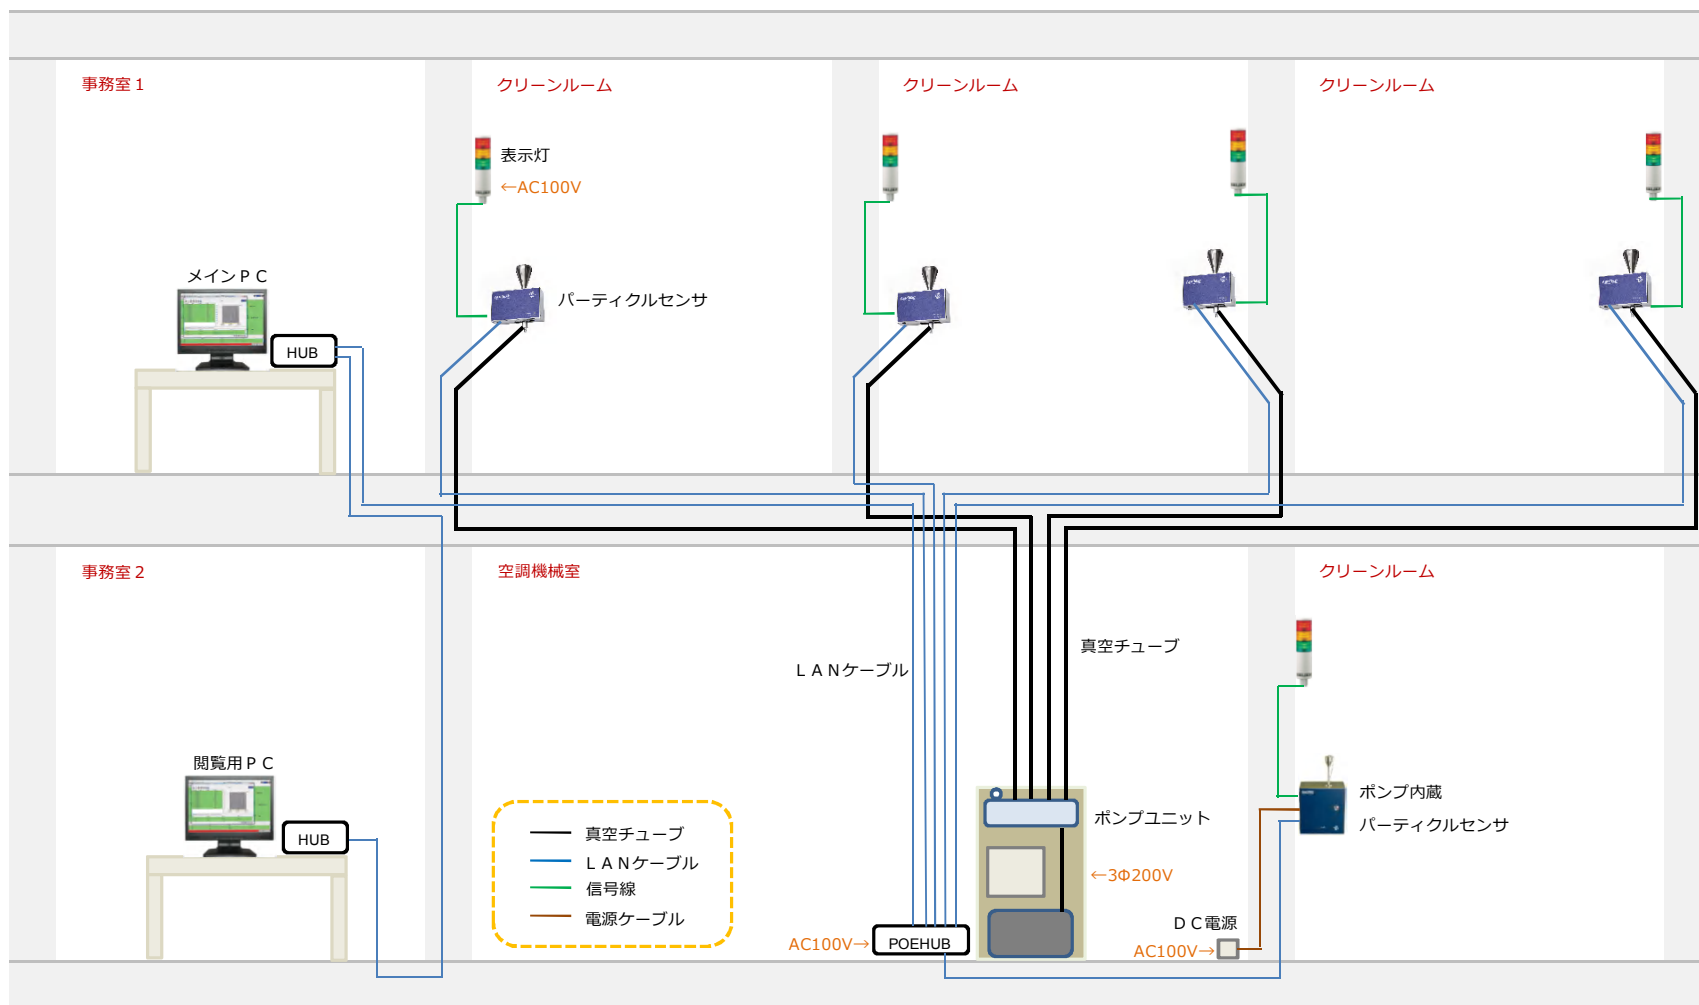 事務室１
クリーンルーム
クリーンルーム
クリーンルーム
表示灯
←AC100V
メインＰＣ
パーティクルセンサ
HUB
事務室２
空調機械室
クリーンルーム
真空チューブ
ＬＡＮケーブル
閲覧用ＰＣ
HUB
真空チューブ
ＬＡＮケーブル
信号線
電源ケーブル
ポンプユニット
←3Φ200V
ポンプ内蔵
パーティクルセンサ
ＤＣ電源
AC100V→
POEHUB
AC100V→